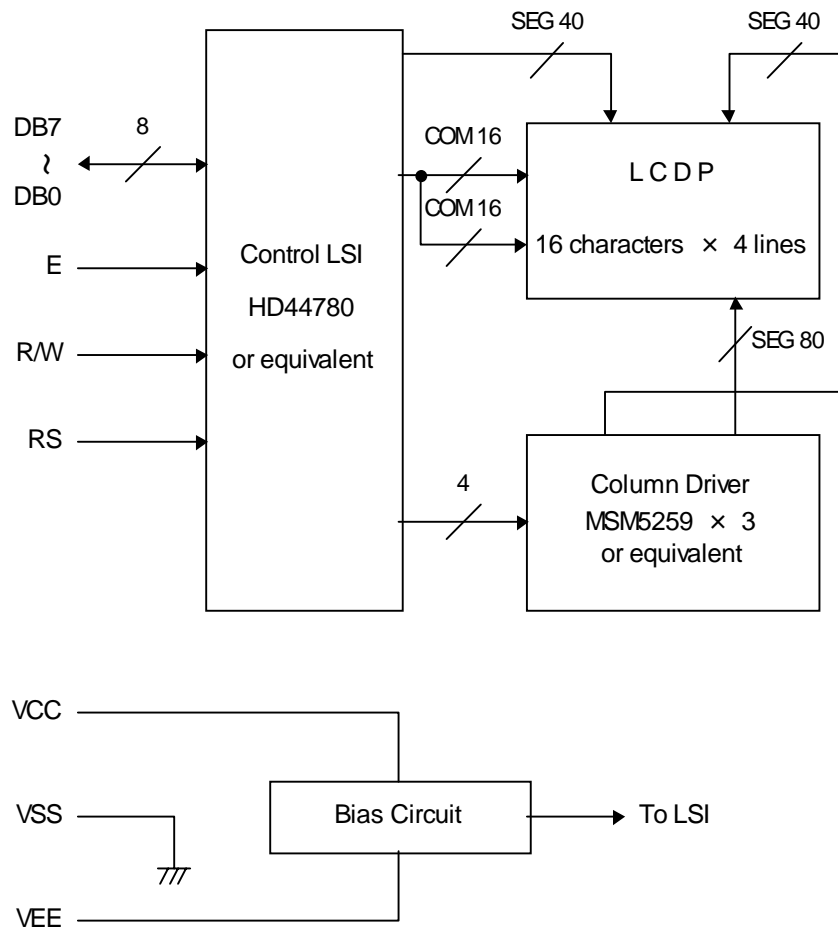 SEG 40
SEG 40
DB7
~
DB0
8
COM 16
COM 16
L C D P
16 characters × 4 lines
E
R/W
RS
Control LSI
HD44780
or equivalent
SEG 80
4
Column Driver
MSM5259 × 3
or equivalent
VCC
VSS
VEE
Bias Circuit
To LSI